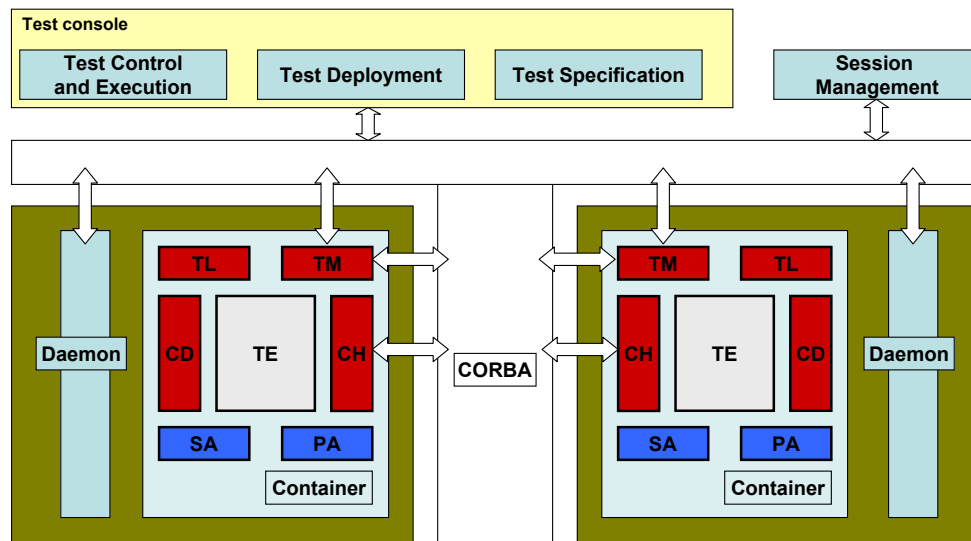 Test console
Test Control
and Execution
Test Deployment
Test Specification
Session
Management
TL
TM
TM
TL
CD
TE
CH
CH
TE
CD
Daemon
CORBA
Daemon
SA
PA
SA
PA
Container
Container